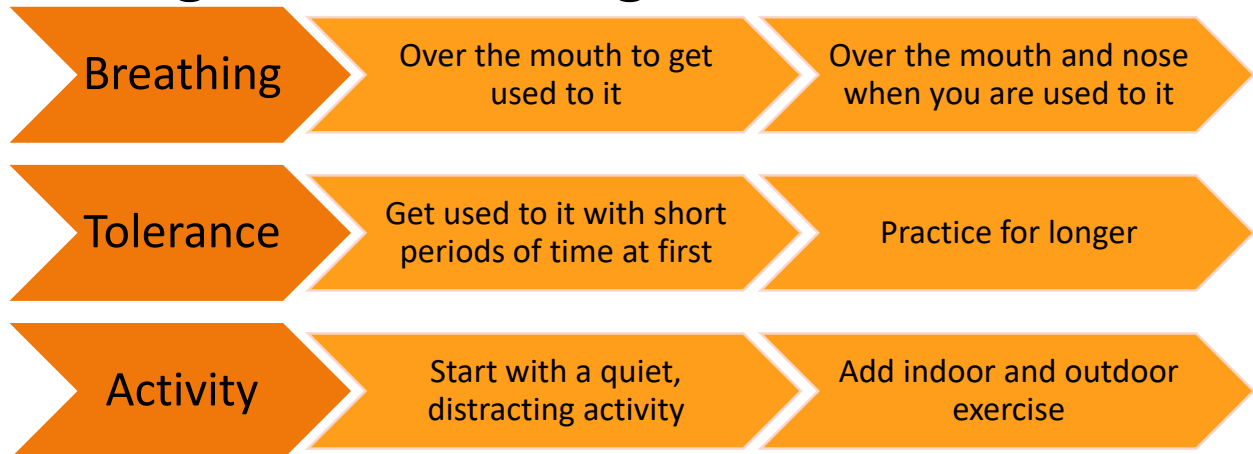 Breathing
Over the mouth to get
used to it
Over the mouth and nose
when you are used to it
Tolerance
Get used to it with short
periods of time at first
Practice for longer
Activity
Start with a quiet,
distracting activity
Add indoor and outdoor
exercise